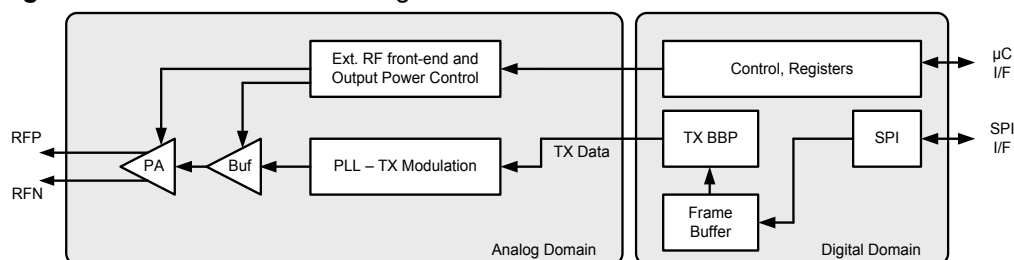 Ext. RF front-end and
Output Power Control
Control, Registers
µC
I/F
RFP
RFN
PA
Buf
PLL – TX Modulation
TX Data
TX BBP
SPI
SPI
I/F
Frame
Buffer
Analog Domain
Digital Domain